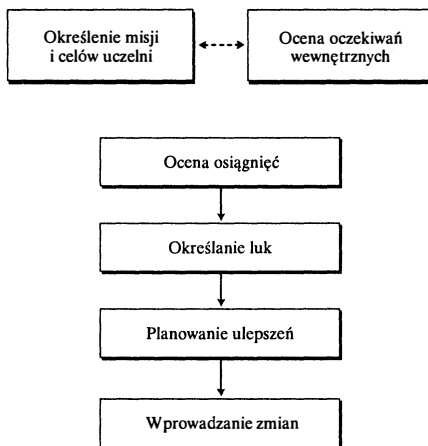 Określenie misji
i celów uczelni
Ocena oczekiwań
wewnętrznych
Ocena osiągnięć
Określanie luk
Planowanie ulepszeń
Wprowadzanie zmian